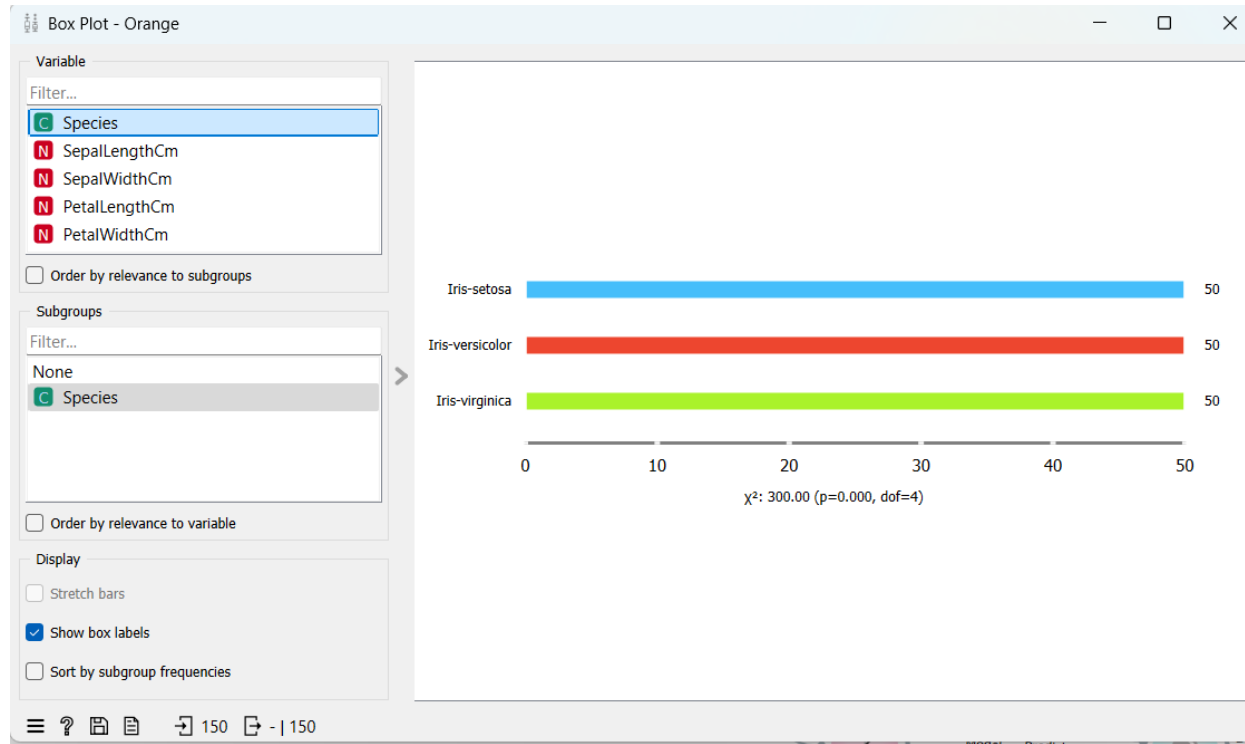 Box Plot - Orange
Variable
Filter...
C Species
N SepalLengthCm
N SepalWidthCm
N PetalLengthCm
N PetalWidthCm
Order by relevance to subgroups
Subgroups
Filter...
None
C Species
Order by relevance to variable
Display
Stretch bars
Show box labels
Sort by subgroup frequencies
? 150 - | 150
Iris-setosa 50
Iris-versicolor 50
Iris-virginica 50
0 10 20 30 40 50
χ²: 300.00 (p=0.000, dof=4)